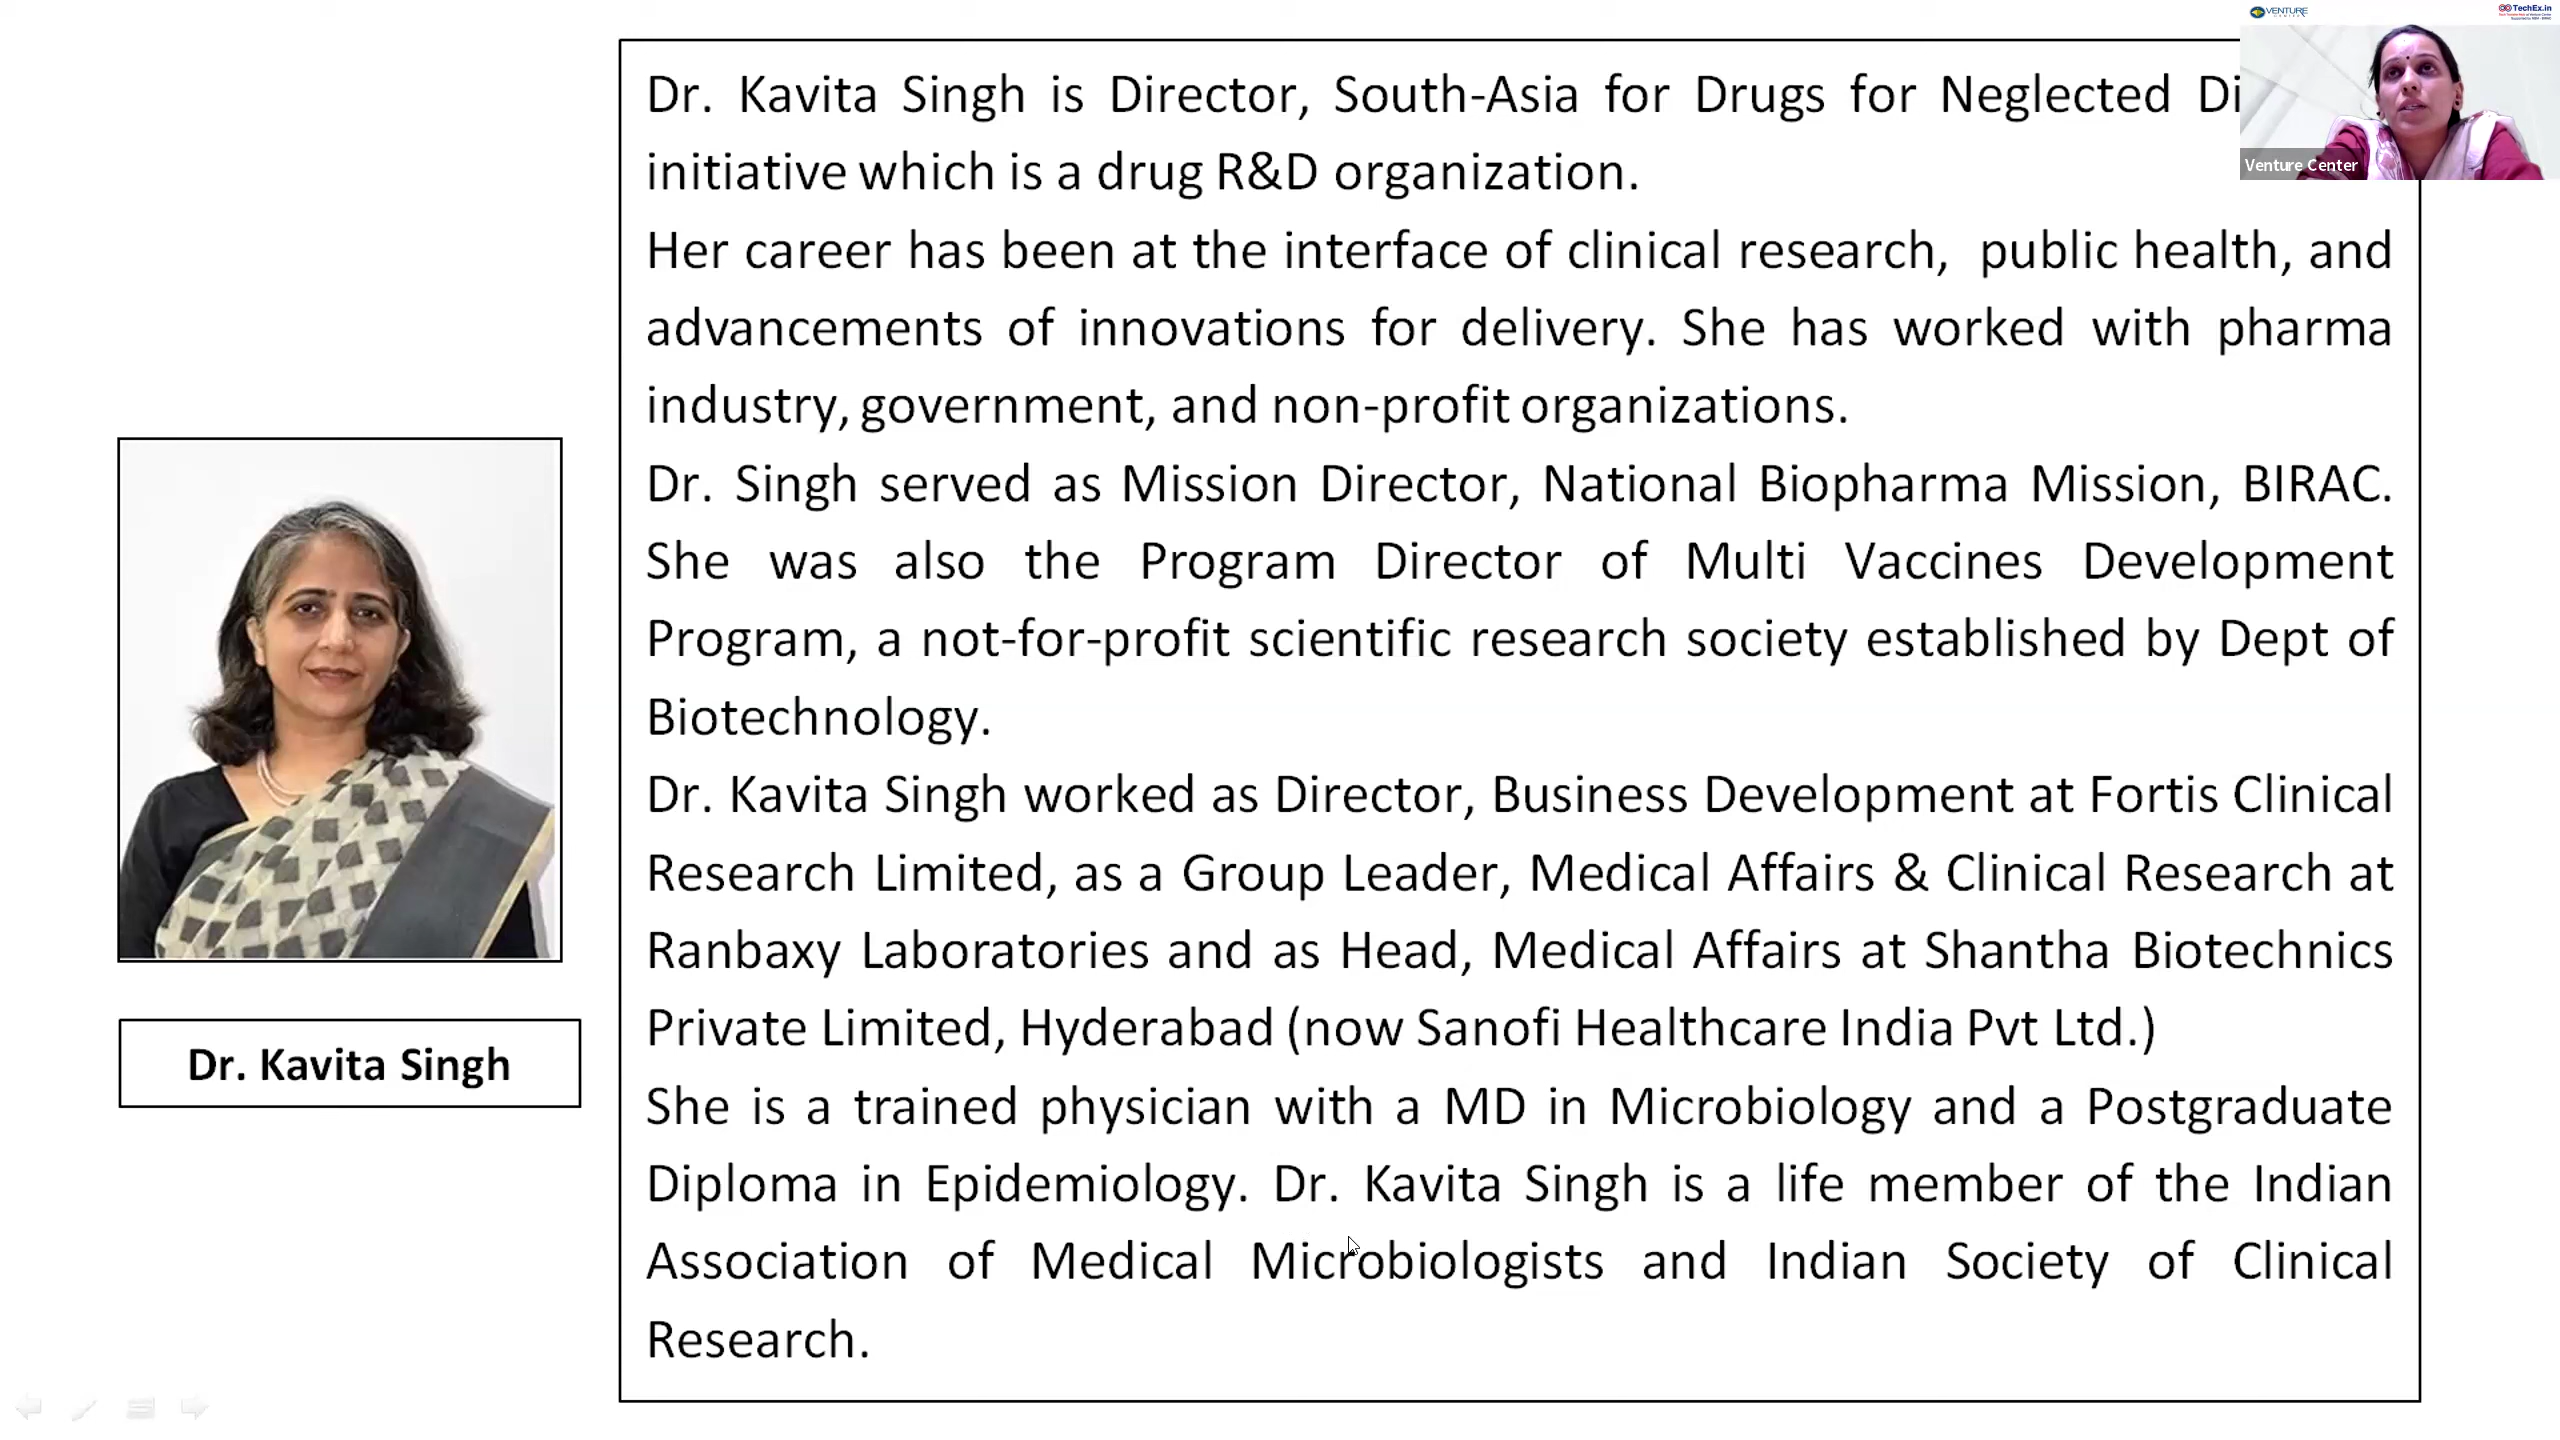 VENTURE
CENTER
TechEx.in
Dr. Kavita Singh is Director, South-Asia for Drugs for Neglected
initiative which is a drug R&D organization.
Her career has been at the interface of clinical research, public health, and
advancements of innovations for delivery. She has worked with pharma
industry, government, and non-profit organizations.
Dr. Singh served as Mission Director, National Biopharma Mission, BIRAC.
She was also the Program Director of Multi Vaccines Development
Program, a not-for-profit scientific research society established by Dept of
Biotechnology.
Dr. Kavita Singh worked as Director, Business Development at Fortis Clinical
Research Limited, as a Group Leader, Medical Affairs & Clinical Research at
Ranbaxy Laboratories and as Head, Medical Affairs at Shantha Biotechnics
Private Limited, Hyderabad (now Sanofi Healthcare India Pvt Ltd.)
She is a trained physician with a MD in Microbiology and a Postgraduate
Diploma in Epidemiology. Dr. Kavita Singh is a life member of the Indian
Association of Medical Microbiologists and Indian Society of Clinical
Research.
Dr. Kavita Singh
Venture Center